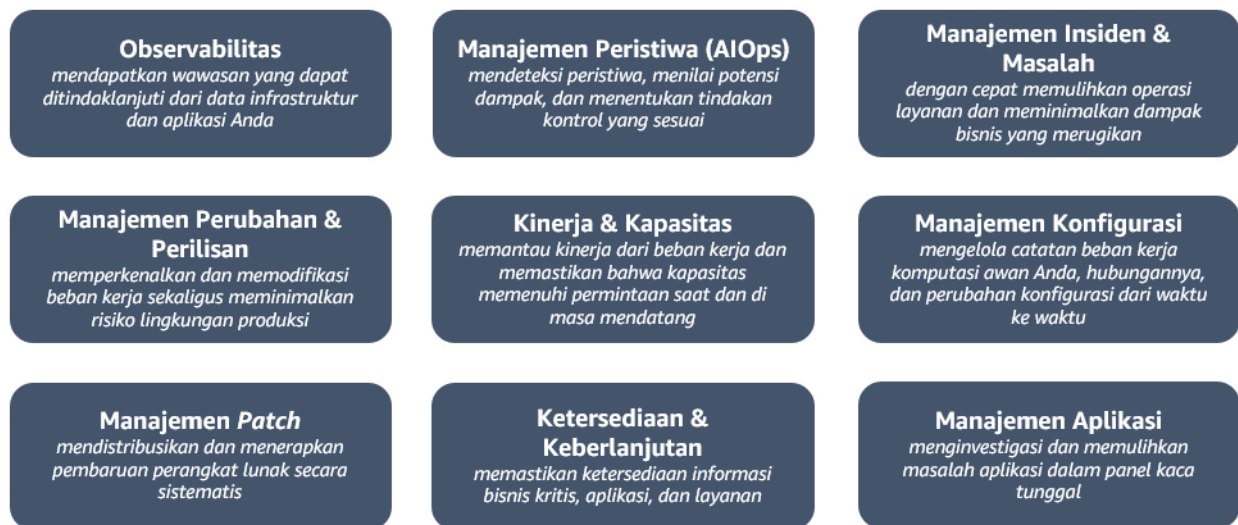 Observabilitas
mendapatkan wawasan yang dapat
ditindaklanjuti dari data infrastruktur
dan aplikasi Anda
Manajemen Peristiwa (AIOps)
mendeteksi peristiwa, menilai potensi
dampak, dan menentukan tindakan
kontrol yang sesuai
Manajemen Insiden &
Masalah
dengan cepat memulihkan operasi
layanan dan meminimalkan dampak
bisnis yang merugikan
Manajemen Perubahan &
Perilisan
memperkenalkan dan memodifikasi
beban kerja sekaligus meminimalkan
risiko lingkungan produksi
Kinerja & Kapasitas
memantau kinerja dari beban kerja dan
memastikan bahwa kapasitas
memenuhi permintaan saat dan di
masa mendatang
Manajemen Konfigurasi
mengelola catatan beban kerja
komputasi awan Anda, hubungannya,
dan perubahan konfigurasi dari waktu
ke waktu
Manajemen Patch
mendistribusikan dan menerapkan
pembaruan perangkat lunak secara
sistematis
Ketersediaan &
Keberlanjutan
memastikan ketersediaan informasi
bisnis kritis, aplikasi, dan layanan
Manajemen Aplikasi
menginvestigasi dan memulihkan
masalah aplikasi dalam panel kaca
tunggal